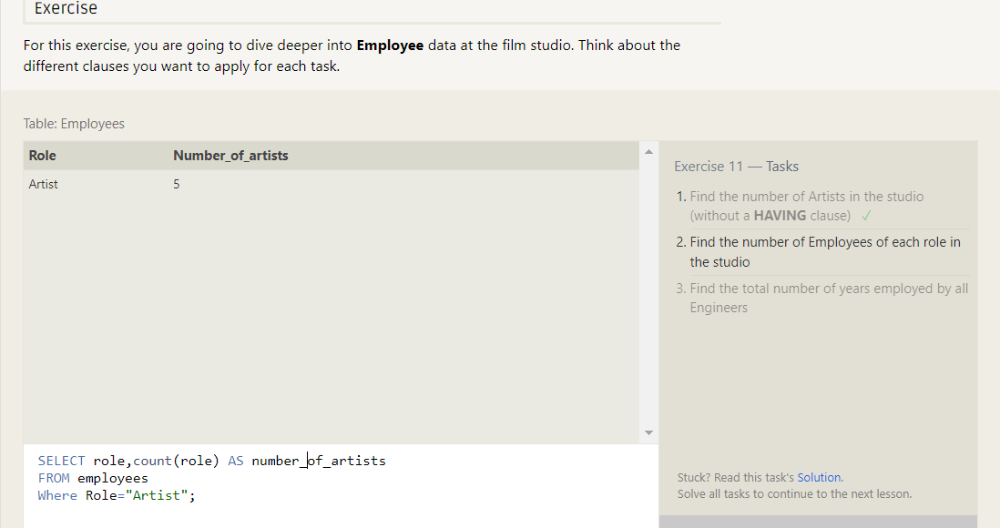 Exercise
For this exercise, you are going to dive deeper into Employee data at the film studio. Think about the
different clauses you want to apply for each task.
Table: Employees
Role Number_of_artists
Artist 5
Exercise 11 — Tasks
1. Find the number of Artists in the studio
(without a HAVING clause) ✓
2. Find the number of Employees of each role in
the studio
3. Find the total number of years employed by all
Engineers
SELECT role,count(role) AS number_of_artists
FROM employees
Where Role="Artist";
Stuck? Read this task's Solution.
Solve all tasks to continue to the next lesson.